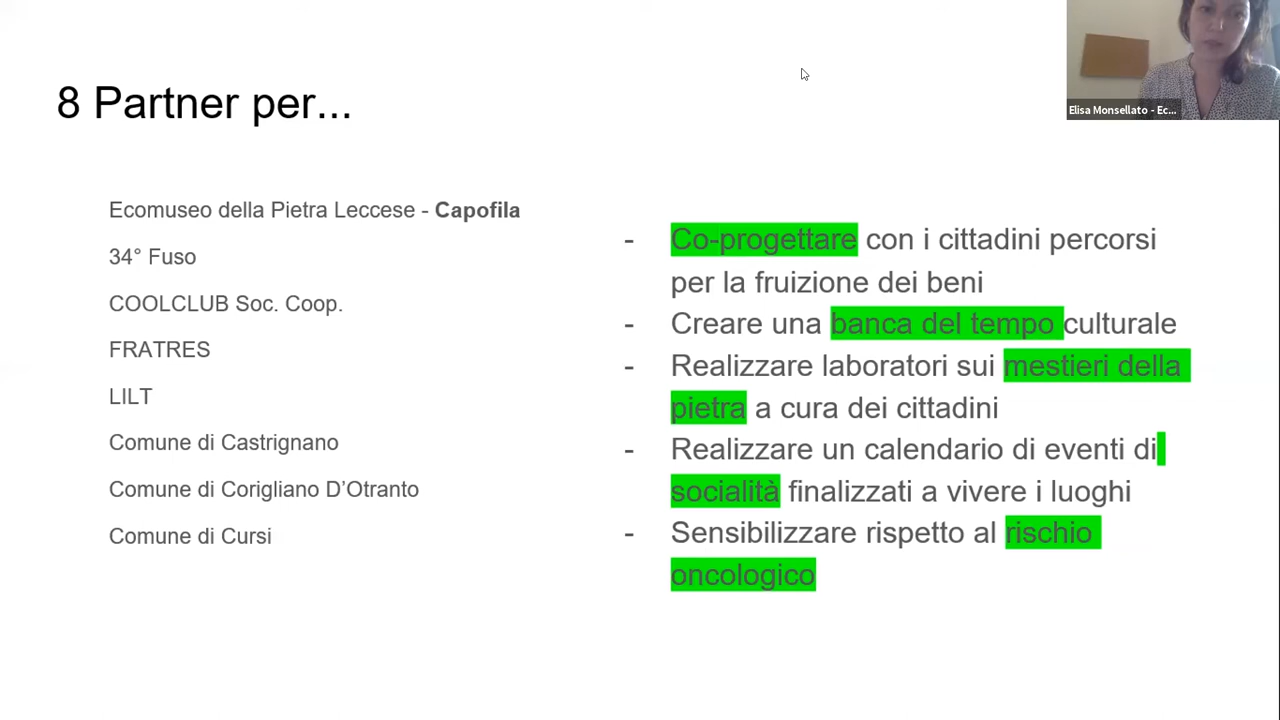 8 Partner per...
Elisa Monsellato - Ec...
Ecomuseo della Pietra Leccese - Capofila
34° Fuso
COOLCLUB Soc. Coop.
FRATRES
LILT
Comune di Castrignano
Comune di Corigliano D’Otranto
Comune di Cursi
- Co-progettare con i cittadini percorsi
per la fruizione dei beni
- Creare una banca del tempo culturale
- Realizzare laboratori sui mestieri della
pietra a cura dei cittadini
- Realizzare un calendario di eventi di
socialità finalizzati a vivere i luoghi
- Sensibilizzare rispetto al rischio
oncologico